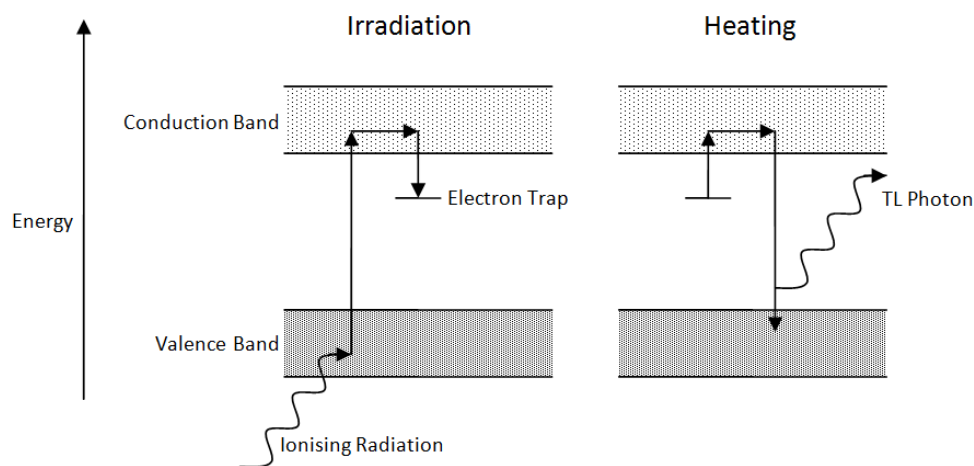 Irradiation
Heating
Conduction Band
Electron Trap
TL Photon
Energy
Valence Band
Ionising Radiation